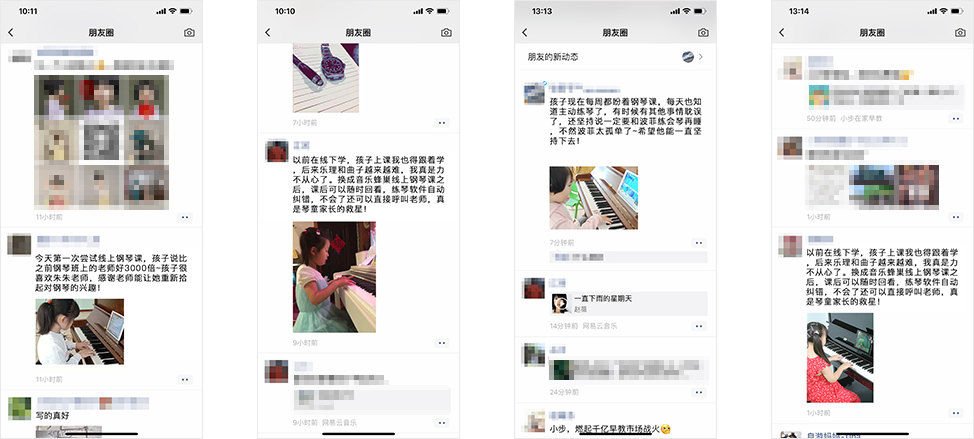 10:11
朋友圈
11小时前
今天第一次尝试线上钢琴课，孩子说比
之前钢琴班上的老师好3000倍~孩子很
喜欢朱朱老师，感谢老师能让她重新拾
起对钢琴的兴趣！
11小时前
写的真好
10:10
朋友圈
7小时前
以前在线下学，孩子上课我也得跟着学
，后来乐理和曲子越来越难，我真是力
不从心了。换成音乐蜂巢线上钢琴课之
后，课后可以随时回看，练琴软件自动
纠错，不会了还可以直接呼叫老师，真
是琴童家长的救星！
9小时前
9小时前 网易云音乐
13:13
朋友圈
朋友的新动态
孩子现在每周都盼着钢琴课，每天也知
道主动练琴了，有时候有其他事情耽误
了，还坚持说一定要和波菲练会琴再睡
，不然波菲太孤单了~希望他能一直坚
持下去！
7分钟前
一直下雨的星期天
赵薇
14分钟前 网易云音乐
24分钟前
小步，燃起千亿早教市场战火
13:14
朋友圈
50分钟前 小步在家早教
1小时前
以前在线下学，孩子上课我也得跟着学
，后来乐理和曲子越来越难，我真是力不
从心了。换成音乐蜂巢线上钢琴课之
后，课后可以随时回看，练琴软件自动
纠错，不会了还可以直接呼叫老师，真
是琴童家长的救星！
1小时前